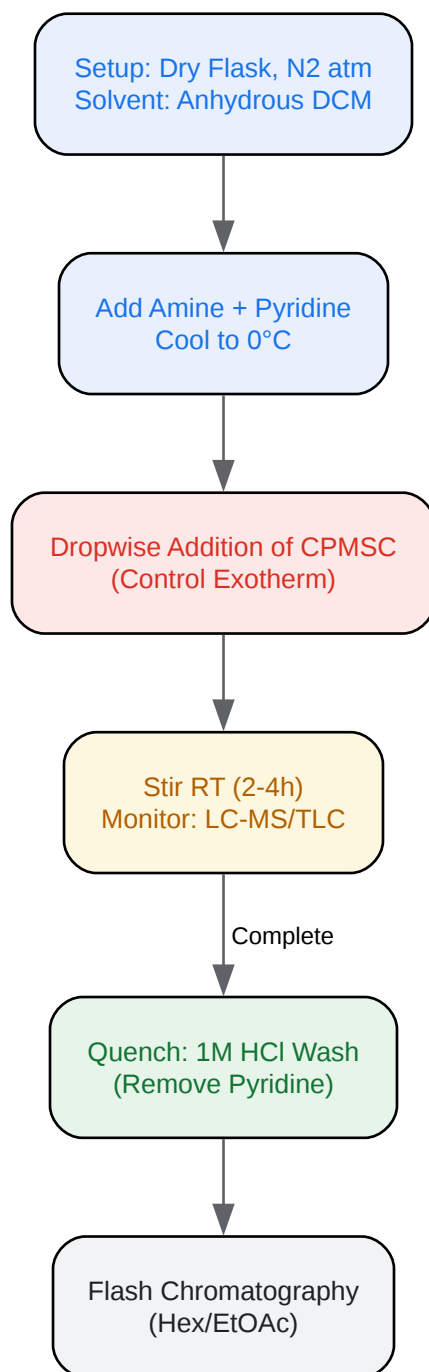 Setup: Dry Flask, N2 atm
Solvent: Anhydrous DCM
Add Amine + Pyridine
Cool to 0°C
Dropwise Addition of CPMSC
(Control Exotherm)
Stir RT (2-4h)
Monitor: LC-MS/TLC
Complete
Quench: 1M HCl Wash
(Remove Pyridine)
Flash Chromatography
(Hex/EtOAc)